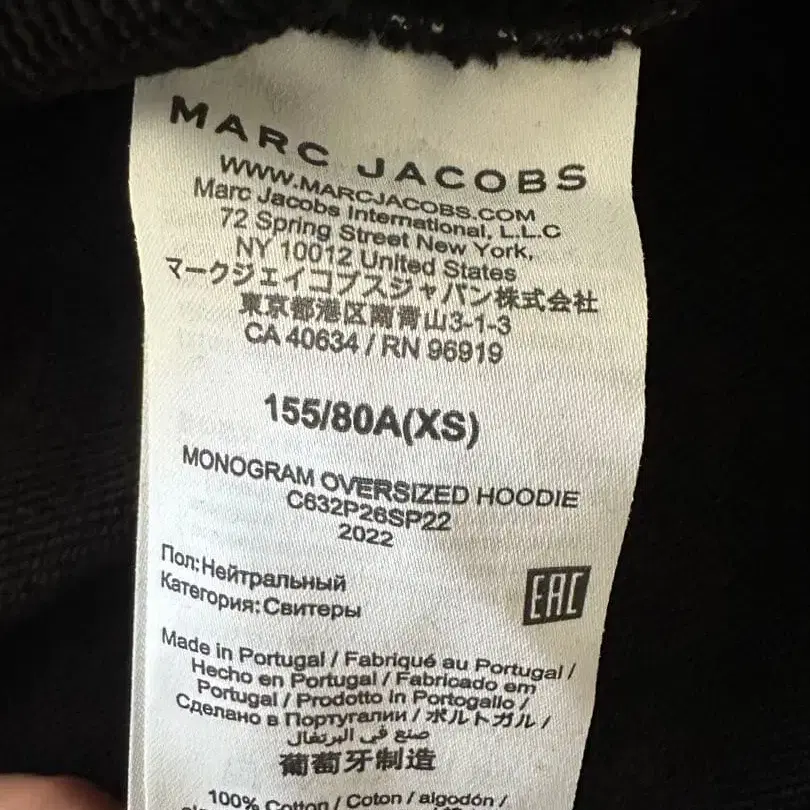 MARC JACOBS
WWW.MARCJACOBS.COM
Marc Jacobs International, L.L.C
72 Spring Street New York,
NY 10012 United States
マークジェイコブスジャパン株式会社
東京都港区南青山3-1-3
CA 40634 / RN 96919
155/80A(XS)
MONOGRAM OVERSIZED HOODIE
C632P26SP22
2022
Пол:Нейтральный
Категория:Свитеры
EAC
Made in Portugal / Fabriqué au Portugal /
Hecho en Portugal / Fabricado em
Portugal / Prodotto in Portogallo /
Сделано в Португалии / ポルトガル /
صنع في البرتغال
葡萄牙制造
100% Cotton / Coton / algodón /